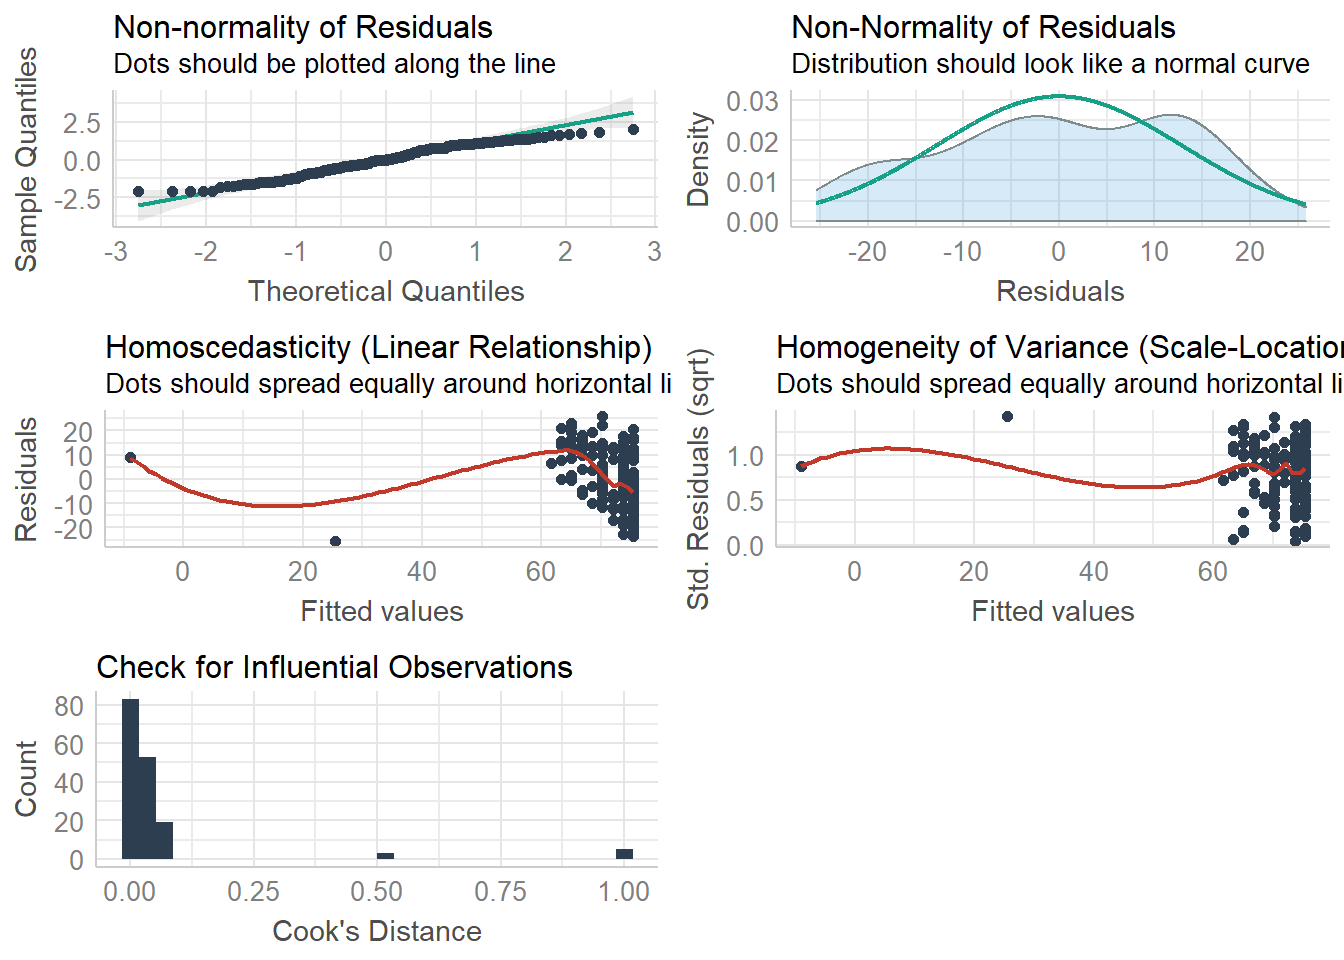 Non-normality of Residuals
Dots should be plotted along the line
Sample Quantiles
2.5
0.0
-2.5
-3 -2 -1 0 1 2 3
Theoretical Quantiles
Non-Normality of Residuals
Distribution should look like a normal curve
Density
0.03
0.02
0.01
0.00
-20 -10 0 10 20
Residuals
Homoscedasticity (Linear Relationship)
Dots should spread equally around horizontal li
Residuals
20
10
0
-10
-20
0 20 40 60
Fitted values
Homogeneity of Variance (Scale-Location
Dots should spread equally around horizontal li
Std. Residuals (sqrt)
1.0
0.5
0.0
0 20 40 60
Fitted values
Check for Influential Observations
Count
80
60
40
20
0
0.00 0.25 0.50 0.75 1.00
Cook's Distance